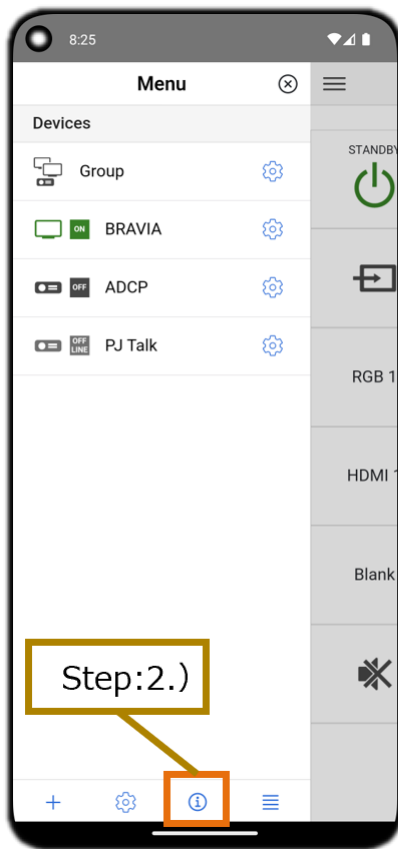 8:25
Menu
Devices
STANDBY
Group
ON BRAVIA
OFF ADCP
OFF LINE PJ Talk
RGB 1
HDMI 1
Blank
Step:2.)